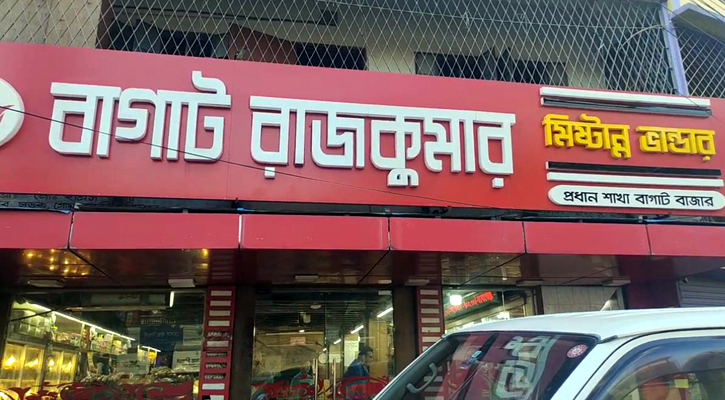 বাগাট রাজকুমার
মিষ্টান্ন ভান্ডার
প্রধান শাখা বাগাট বাজার